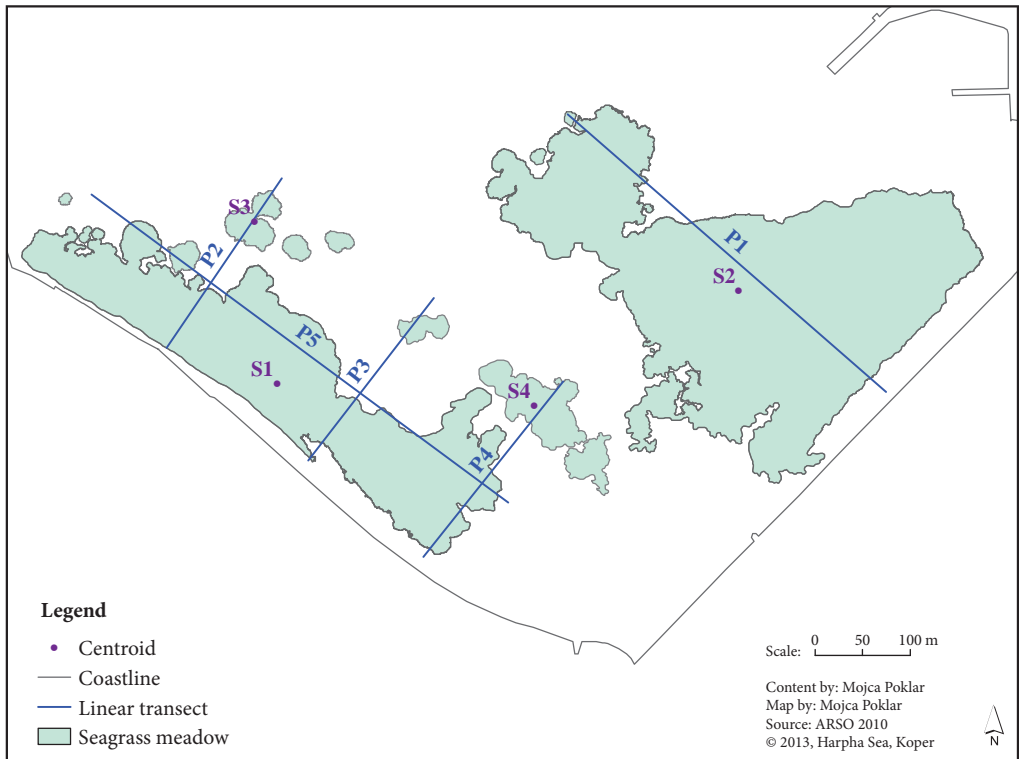 S3
P2
P1
S2
P5
P3
S1
S4
P4
Legend
Centroid
Coastline
Linear transect
Seagrass meadow
Scale: 0 50 100 m
Content by: Mojca Poklar
Map by: Mojca Poklar
Source: ARSO 2010
© 2013, Harpha Sea, Koper
N